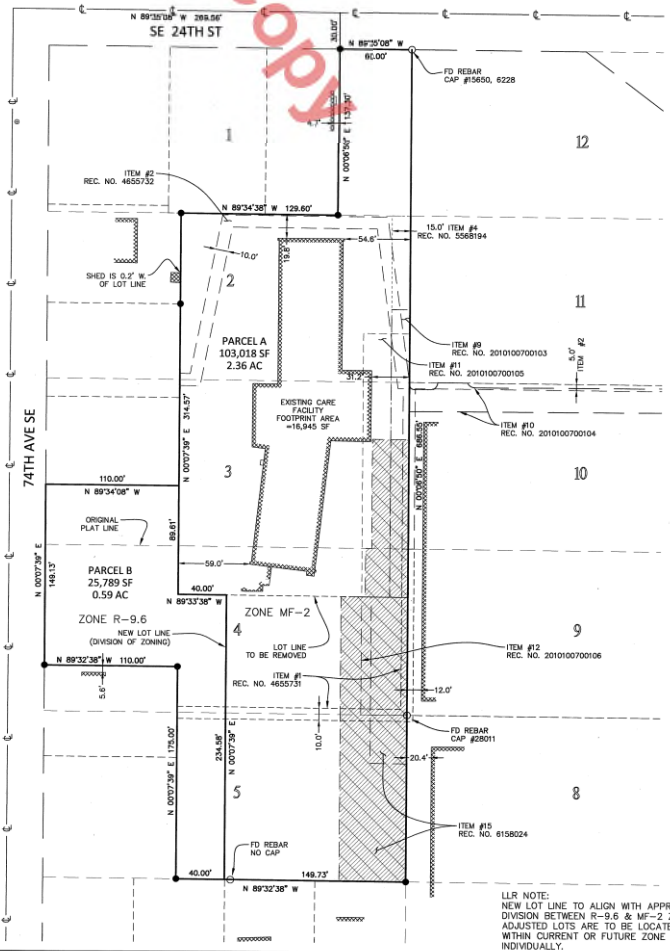 N 89°35'08" W 269.56'
SE 24TH ST
30.00'
N 89°35'08" W
60.00'
FD REBAR
CAP #15650, 6228
copy
4.7'
N 00°06'50" E 137.30'
12
ITEM #2
REC. NO. 4655732
N 89°34'38" W 129.60'
15.0' ITEM #4
REC. NO. 5568194
54.6'
19.8'
10.0'
SHED IS 0.2' W.
OF LOT LINE
2
11
PARCEL A
103,018 SF
2.36 AC
ITEM #9
REC. NO. 2010100700103
ITEM #11
REC. NO. 2010100700105
5.0'
ITEM #2
31.2'
EXISTING CARE
FACILITY
FOOTPRINT AREA
=16,945 SF
ITEM #10
REC. NO. 2010100700104
N 00°07'39" E 314.57'
N 00°06'50" E 686.55'
74TH AVE SE
3
10
110.00'
N 89°34'08" W
ORIGINAL
PLAT LINE
89.61'
N 00°07'39" E
149.13'
PARCEL B
25,789 SF
0.59 AC
59.0'
40.00'
N 89°33'38" W
ZONE R-9.6
ZONE MF-2
NEW LOT LINE
(DIVISION OF ZONING)
4
LOT LINE
TO BE REMOVED
9
N 89°32'38" W 110.00'
ITEM #12
REC. NO. 2010100700106
ITEM #1
REC. NO. 4655731
5.6'
12.0'
10.0'
FD REBAR
CAP #28011
175.00'
N 00°07'39" E
234.58'
N 00°07'39" E
20.4'
5
8
ITEM #15
REC. NO. 6158024
FD REBAR
NO CAP
40.00'
149.73'
N 89°32'38" W
LLR NOTE:
NEW LOT LINE TO ALIGN WITH APPR
DIVISION BETWEEN R-9.6 & MF-2
ADJUSTED LOTS ARE TO BE LOCAT
WITHIN CURRENT OR FUTURE ZONE
INDIVIDUALLY.